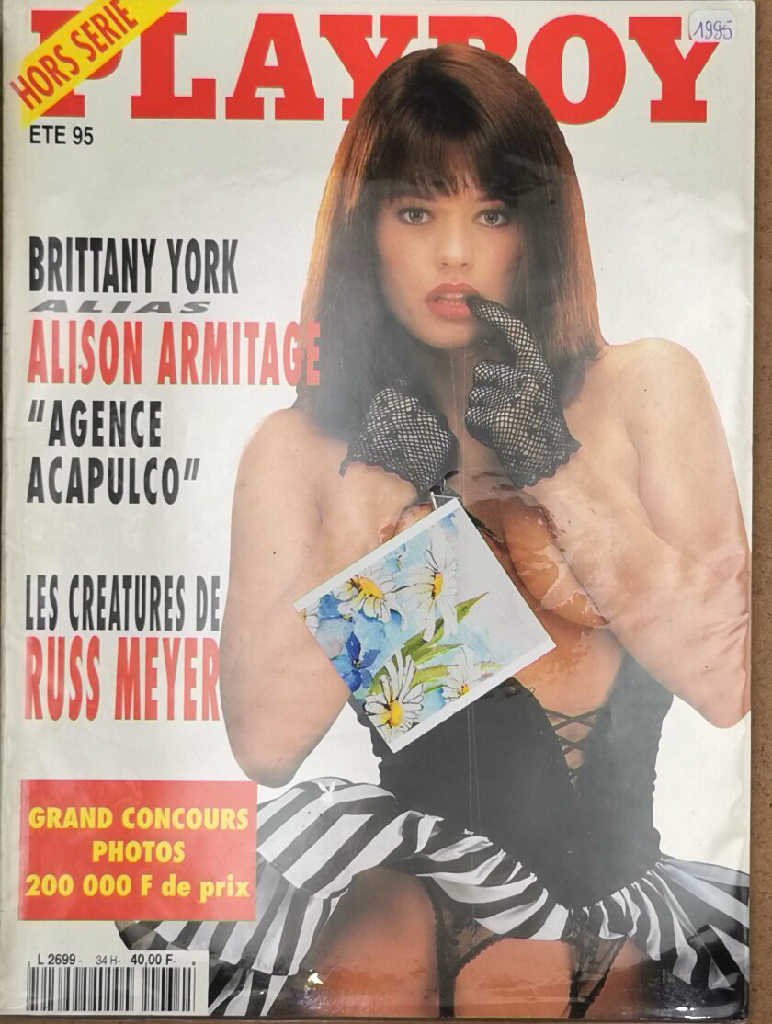 HORS SERIE
PLAYBOY
1995
ETE 95
BRITTANY YORK
ALIAS
ALISON ARMITAGE
"AGENCE
ACAPULCO"
LES CREATURES DE
RUSS MEYER
GRAND CONCOURS
PHOTOS
200 000 F de prix
L 2699 - 34 H - 40,00 F -